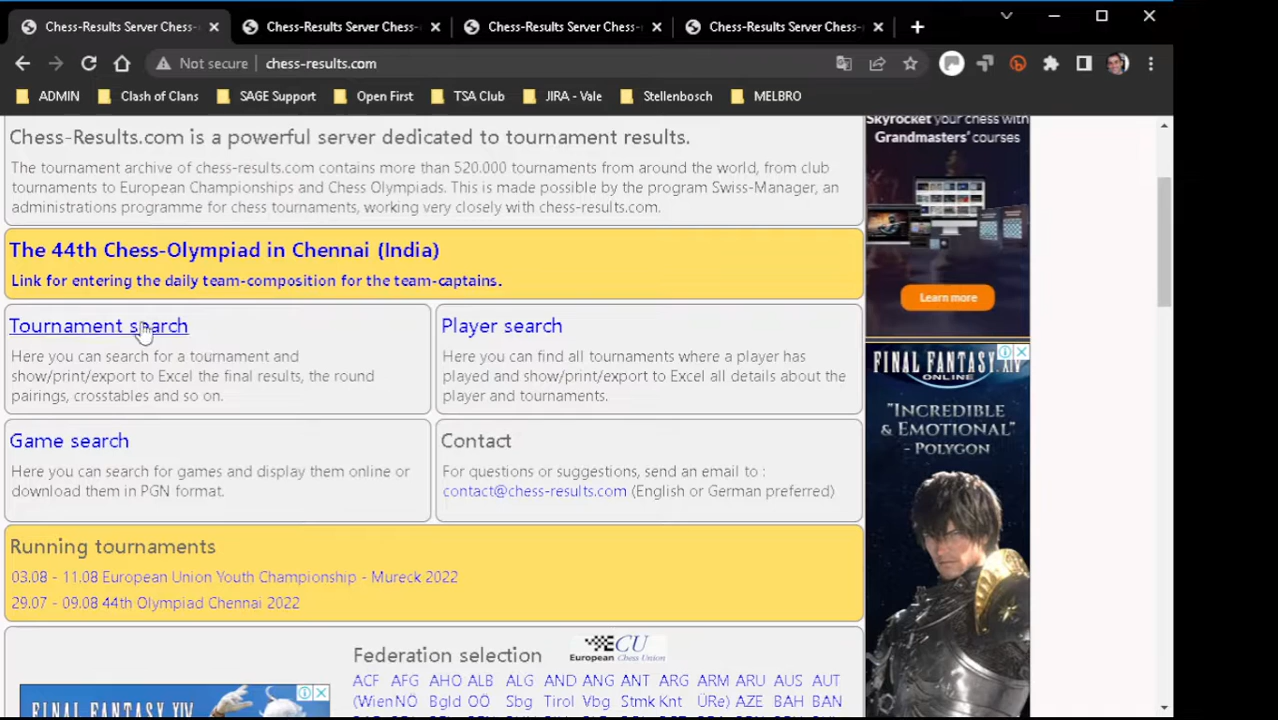 Chess-Results Server Chess-
Chess-Results Server Chess-
Chess-Results Server Chess-
Chess-Results Server Chess-
Not secure
chess-results.com
ADMIN
Clash of Clans
SAGE Support
Open First
TSA Club
JIRA - Vale
Stellenbosch
MELBRO
Chess-Results.com is a powerful server dedicated to tournament results.
The tournament archive of chess-results.com contains more than 520.000 tournaments from around the world, from club
tournaments to European Championships and Chess Olympiads. This is made possible by the program Swiss-Manager, an
administrations programme for chess tournaments, working very closely with chess-results.com.
The 44th Chess-Olympiad in Chennai (India)
Link for entering the daily team-composition for the team-captains.
Tournament search
Here you can search for a tournament and
show/print/export to Excel the final results, the round
pairings, crosstables and so on.
Player search
Here you can find all tournaments where a player has
played and show/print/export to Excel all details about the
player and tournaments.
Game search
Here you can search for games and display them online or
download them in PGN format.
Contact
For questions or suggestions, send an email to :
contact@chess-results.com (English or German preferred)
Running tournaments
03.08 - 11.08 European Union Youth Championship - Mureck 2022
29.07 - 09.08 44th Olympiad Chennai 2022
Federation selection
ECU
European Chess Union
ACF AFG AHO ALB ALG AND ANG ANT ARG ARM ARU AUS AUT
(Wien NÖ Bgld OÖ Sbg Tirol Vbg Stmk Knt ÜRe) AZE BAH BAN
FINAL FANTASY XIV
Skyrocket your chess with
Grandmasters' courses
Learn more
FINAL FANTASY XIV
ONLINE
"INCREDIBLE
& EMOTIONAL"
- POLYGON